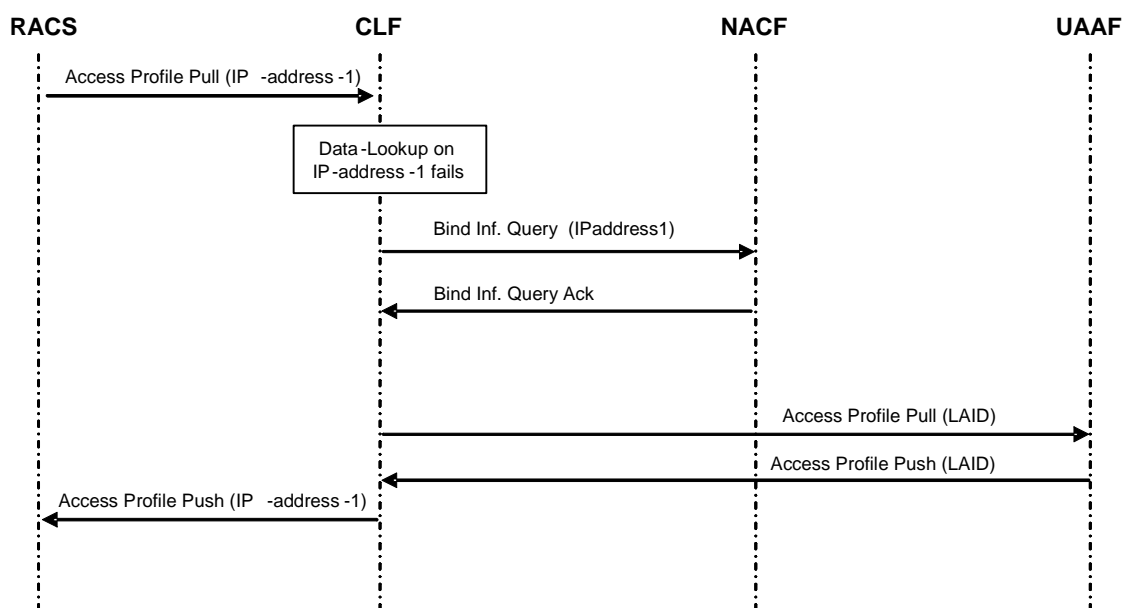 RACS CLF NACF UAAF
Access Profile Pull (IP -address -1)
Data -Lookup on
IP -address -1 fails
Bind Inf. Query (IPaddress1)
Bind Inf. Query Ack
Access Profile Pull (LAID)
Access Profile Push (LAID)
Access Profile Push (IP -address -1)